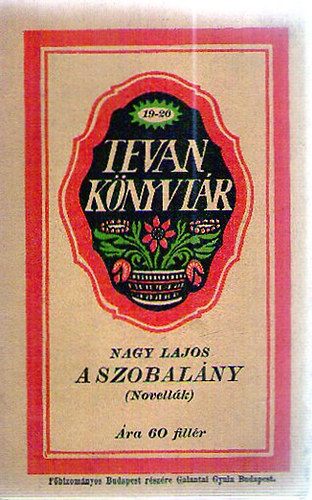 19-20
TEVAN
KÖNYVTÁR
NAGY LAJOS
A SZOBALÁNY
(Novellák)
Ára 60 fillér
Főbizományos Budapest részére Galantai Gyula Budapest.